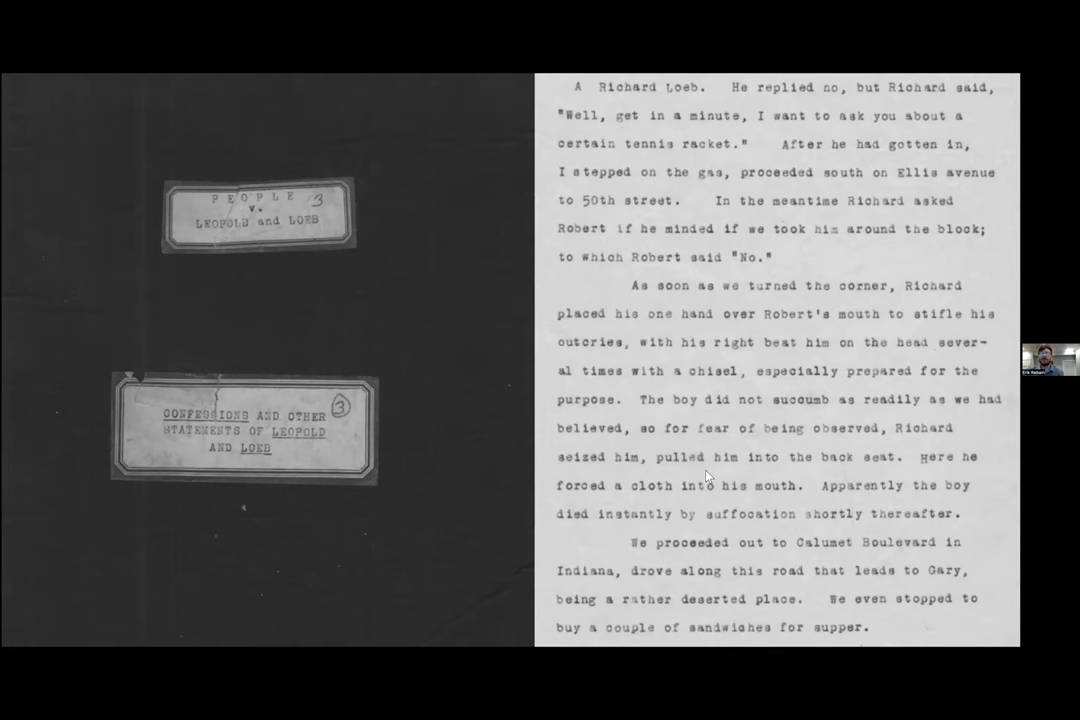 PEOPLE 3
v.
LEOPOLD and LOEB
CONFESSIONS AND OTHER 3
STATEMENTS OF LEOPOLD
AND LOEB
A Richard Loeb. He replied no, but Richard said,
"Well, get in a minute, I want to ask you about a
certain tennis racket." After he had gotten in,
I stepped on the gas, proceeded south on Ellis avenue
to 50th street. In the meantime Richard asked
Robert if he minded if we took him around the block;
to which Robert said "No."
As soon as we turned the corner, Richard
placed his one hand over Robert's mouth to stifle his
outcries, with his right beat him on the head sever-
al times with a chisel, especially prepared for the
purpose. The boy did not succumb as readily as we had
believed, so for fear of being observed, Richard
seized him, pulled him into the back seat. Here he
forced a cloth into his mouth. Apparently the boy
died instantly by suffocation shortly thereafter.
We proceeded out to Calumet Boulevard in
Indiana, drove along this road that leads to Gary,
being a rather deserted place. We even stopped to
buy a couple of sandwiches for supper.
Erik Rebain